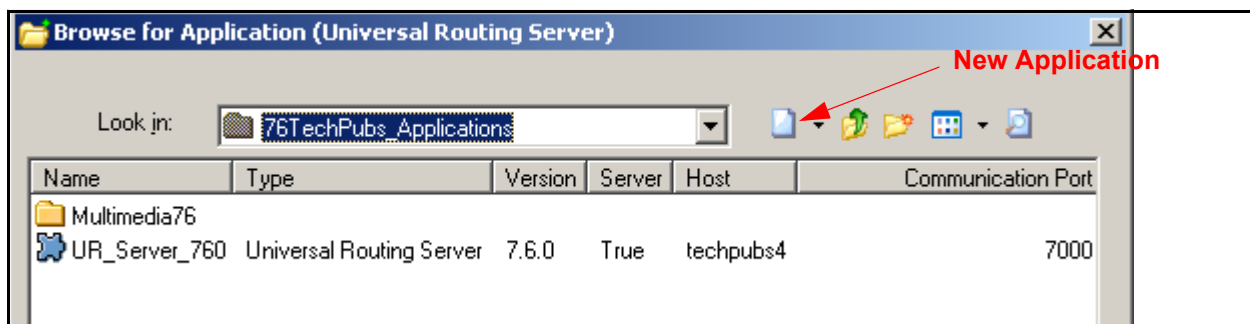 Browse for Application (Universal Routing Server)
New Application
Look in:
76TechPubs_Applications
Name Type Version Server Host Communication Port
Multimedia76
UR_Server_760 Universal Routing Server 7.6.0 True techpubs4 7000